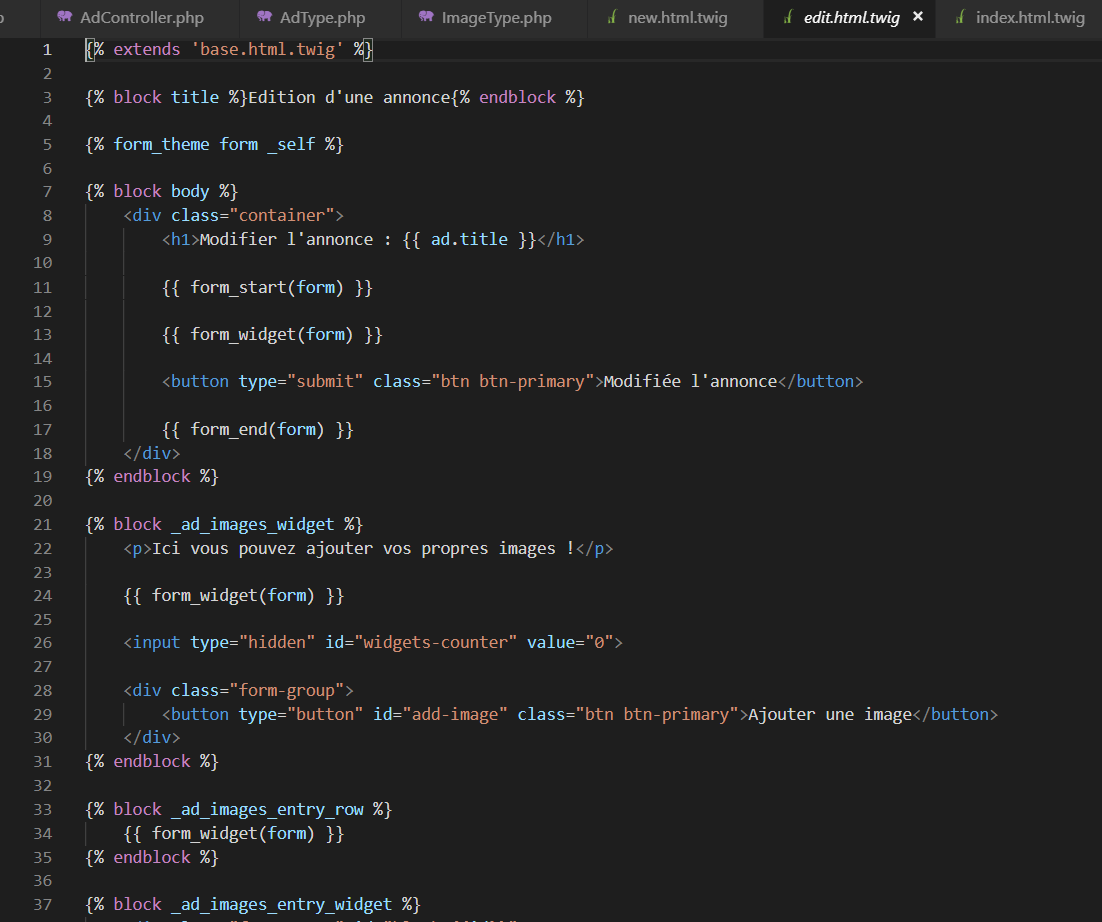 AdController.php AdType.php ImageType.php new.html.twig edit.html.twig × index.html.twig
1 {% extends 'base.html.twig' %}
2
3 {% block title %}Edition d'une annonce{% endblock %}
4
5 {% form_theme form _self %}
6
7 {% block body %}
8 <div class="container">
9 <h1>Modifier l'annonce : {{ ad.title }}</h1>
10
11 {{ form_start(form) }}
12
13 {{ form_widget(form) }}
14
15 <button type="submit" class="btn btn-primary">Modifiée l'annonce</button>
16
17 {{ form_end(form) }}
18 </div>
19 {% endblock %}
20
21 {% block _ad_images_widget %}
22 <p>Ici vous pouvez ajouter vos propres images !</p>
23
24 {{ form_widget(form) }}
25
26 <input type="hidden" id="widgets-counter" value="0">
27
28 <div class="form-group">
29 <button type="button" id="add-image" class="btn btn-primary">Ajouter une image</button>
30 </div>
31 {% endblock %}
32
33 {% block _ad_images_entry_row %}
34 {{ form_widget(form) }}
35 {% endblock %}
36
37 {% block _ad_images_entry_widget %}